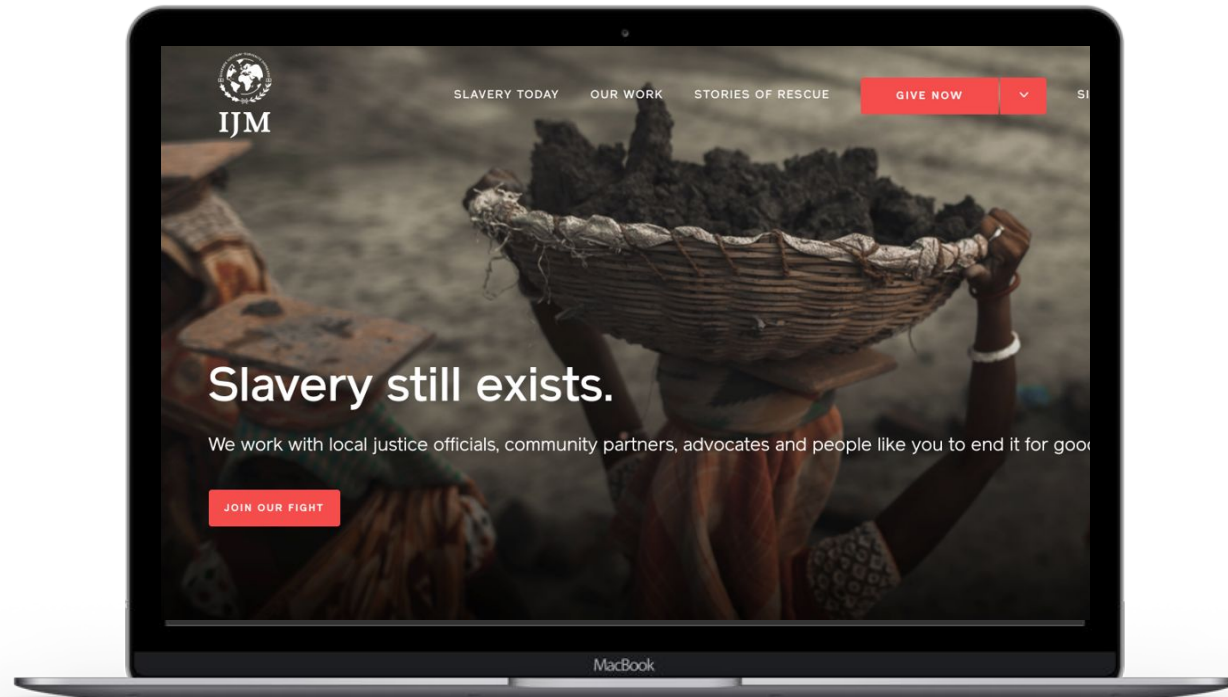 IJM
SLAVERY TODAY OUR WORK STORIES OF RESCUE GIVE NOW
Slavery still exists.
We work with local justice officials, community partners, advocates and people like you to end it for
JOIN OUR FIGHT
MacBook